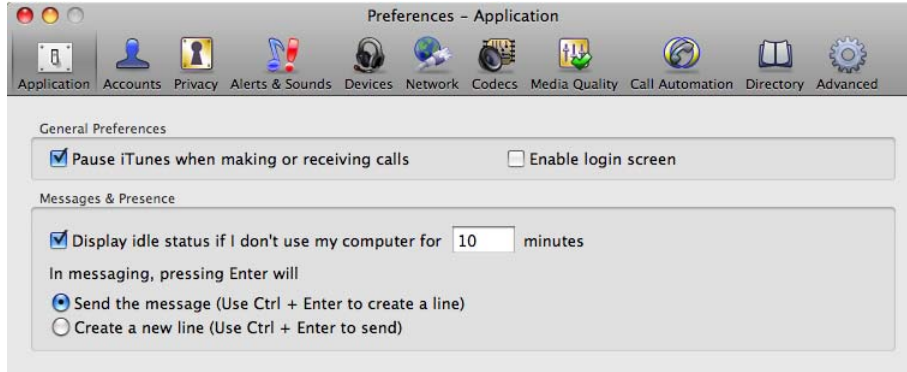 Preferences – Application
Application Accounts Privacy Alerts & Sounds Devices Network Codecs Media Quality Call Automation Directory Advanced
General Preferences
Pause iTunes when making or receiving calls Enable login screen
Messages & Presence
Display idle status if I don't use my computer for 10 minutes
In messaging, pressing Enter will
Send the message (Use Ctrl + Enter to create a line)
Create a new line (Use Ctrl + Enter to send)